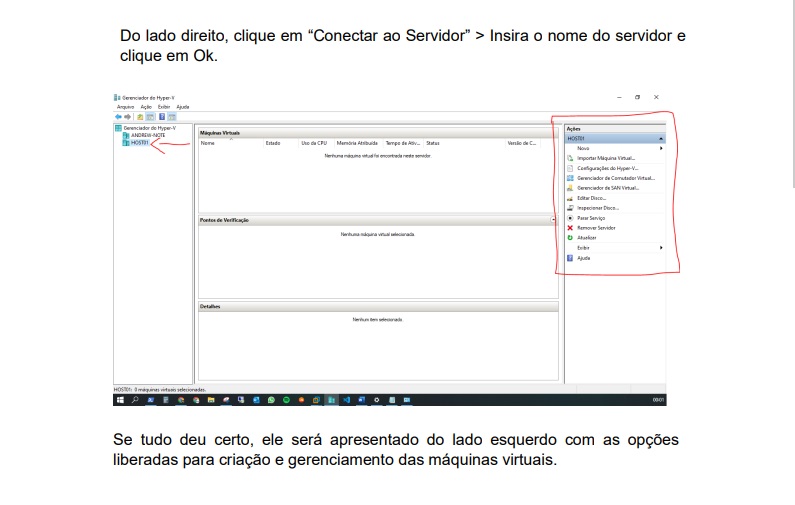 Do lado direito, clique em “Conectar ao Servidor” > Insira o nome do servidor e
clique em Ok.
Gerenciador do Hyper-V
Arquivo Ação Exibir Ajuda
Gerenciador do Hyper-V
ANDREW-NOTE
HOST01
Máquinas Virtuais
Nome Estado Uso da CPU Memória Atribuída Tempo de Ativ... Status Versão de C...
Nenhuma máquina virtual foi encontrada neste servidor.
Pontos de Verificação
Nenhuma máquina virtual selecionada.
Detalhes
Nenhum item selecionado.
Ações
HOST01
Novo
Importar Máquina Virtual...
Configurações do Hyper-V...
Gerenciador de Comutador Virtual...
Gerenciador de SAN Virtual...
Editar Disco...
Inspecionar Disco...
Parar Serviço
Remover Servidor
Atualizar
Exibir
Ajuda
HOST01: 0 máquinas virtuais selecionadas.
00:01
Se tudo deu certo, ele será apresentado do lado esquerdo com as opções
liberadas para criação e gerenciamento das máquinas virtuais.